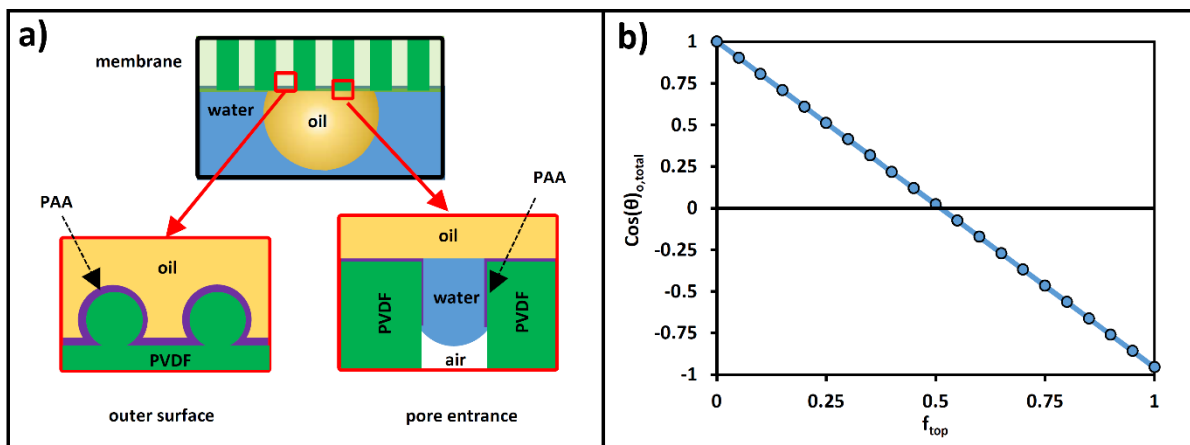 a)
membrane
water
oil
PAA
PAA
oil
PVDF
oil
water
PVDF
PVDF
air
outer surface
pore entrance
b)
1
0.75
0.5
0.25
0
-0.25
-0.5
-0.75
-1
Cos(θ)o,total
0
0.25
0.5
0.75
1
ftop